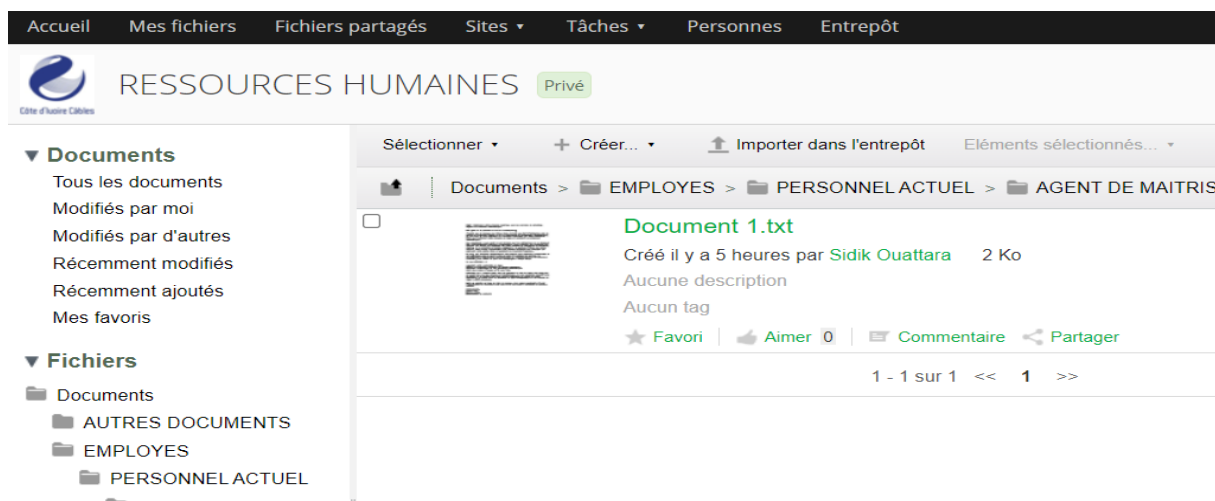 Accueil Mes fichiers Fichiers partagés Sites Tâches Personnes Entrepôt
Côte d'Ivoire Câbles
RESSOURCES HUMAINES Privé
Documents
Tous les documents
Modifiés par moi
Modifiés par d'autres
Récemment modifiés
Récemment ajoutés
Mes favoris
Fichiers
Documents
AUTRES DOCUMENTS
EMPLOYES
PERSONNEL ACTUEL
Sélectionner + Créer... Importer dans l'entrepôt Eléments sélectionnés...
Documents > EMPLOYES > PERSONNEL ACTUEL > AGENT DE MAITRIS
Document 1.txt
Créé il y a 5 heures par Sidik Ouattara 2 Ko
Aucune description
Aucun tag
Favori Aimer 0 Commentaire Partager
1 - 1 sur 1 << 1 >>